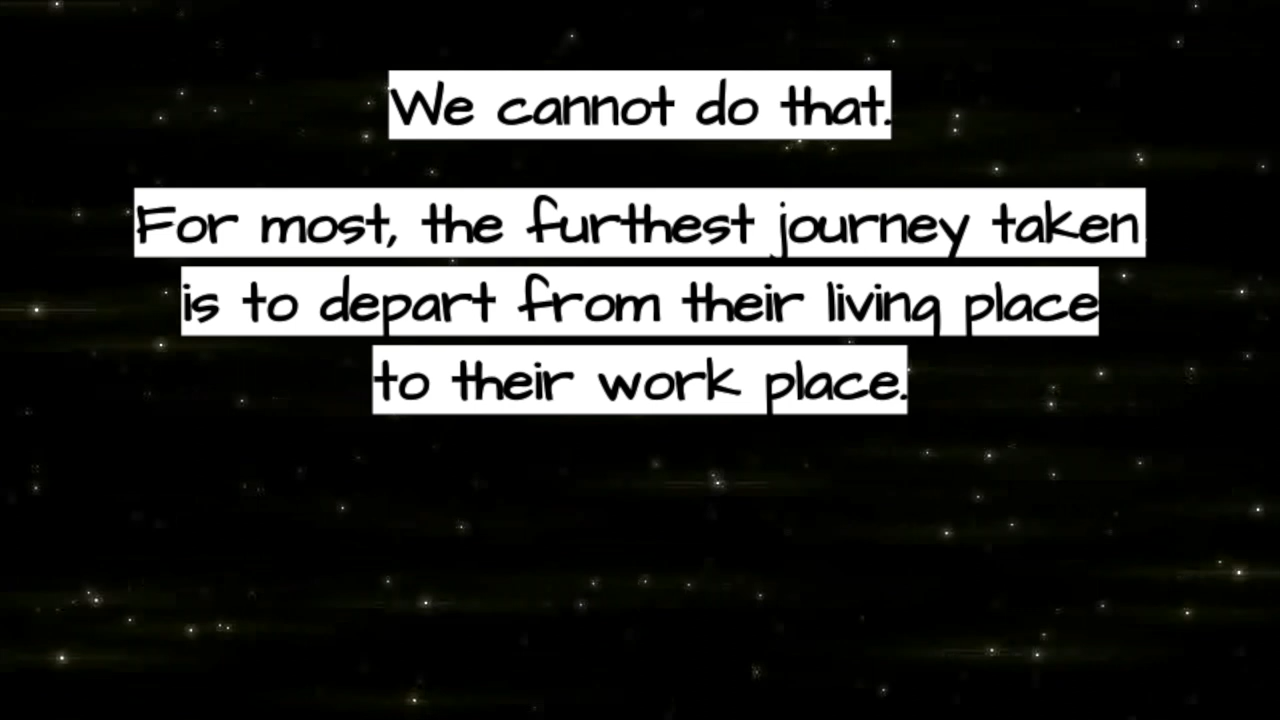 We cannot do that.
For most, the furthest journey taken
is to depart from their living place
to their work place.